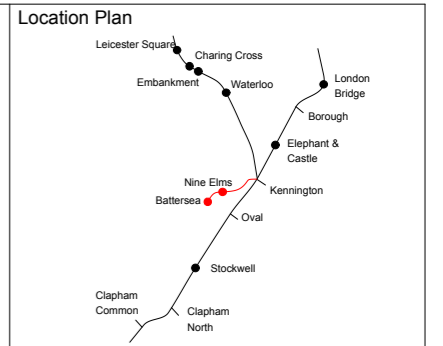 Location Plan
Leicester Square
Charing Cross
Embankment
Waterloo
London
Bridge
Borough
Elephant &
Castle
Nine Elms
Kennington
Battersea
Oval
Stockwell
Clapham
Common
Clapham
North